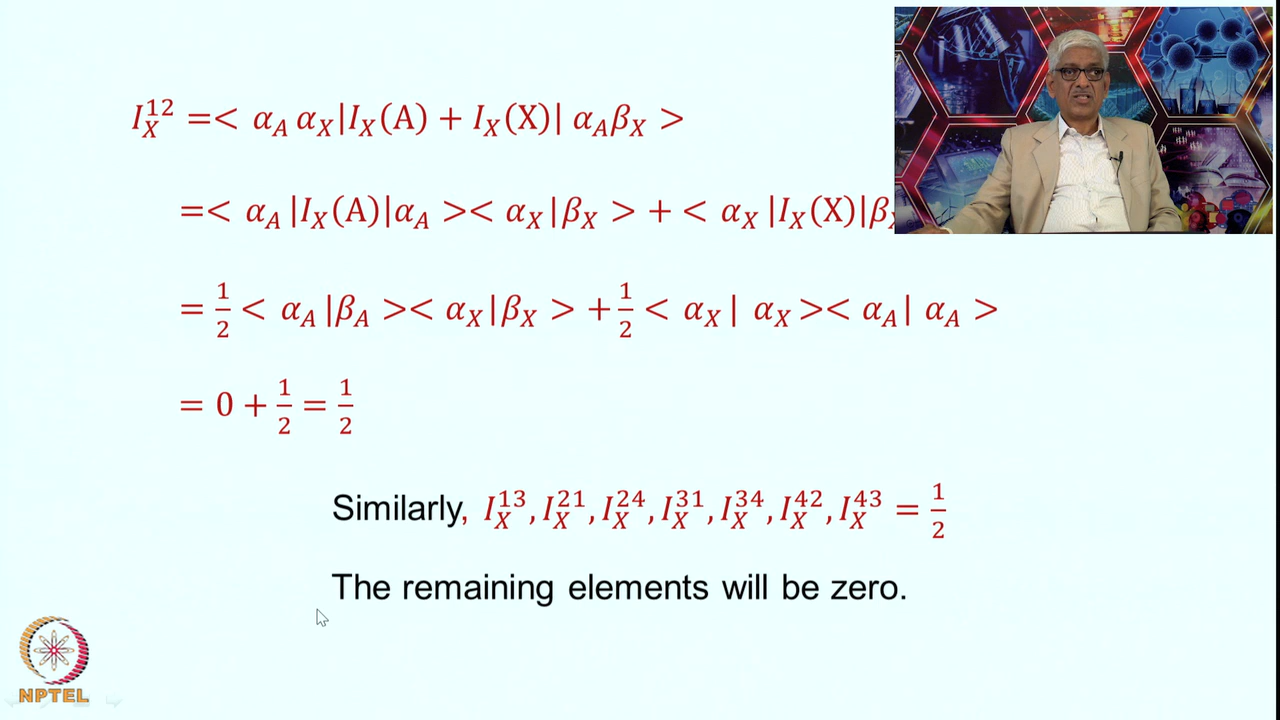 I_X^{12} =< α_A α_X|I_X(A) + I_X(X)| α_Aβ_X >
=< α_A |I_X(A)|α_A >< α_X|β_X > + < α_X |I_X(X)|β
= 1/2 < α_A |β_A >< α_X|β_X > + 1/2 < α_X| α_X >< α_A| α_A >
= 0 + 1/2 = 1/2
Similarly, I_X^{13}, I_X^{21}, I_X^{24}, I_X^{31}, I_X^{34}, I_X^{42}, I_X^{43} = 1/2
The remaining elements will be zero.
NPTEL